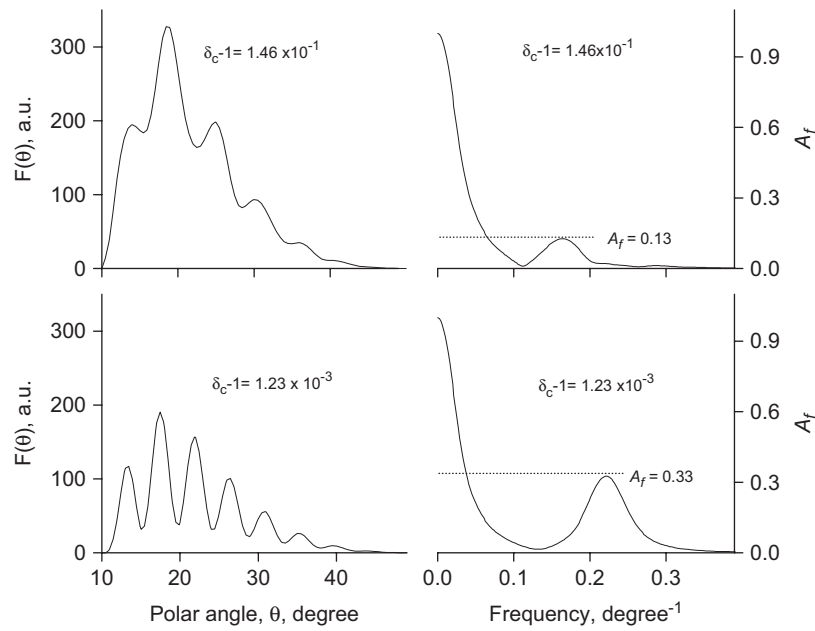 300
200
100
0
F(θ), a.u.
δc-1= 1.46 x10-1
20
40
δc-1= 1.46x10-1
Af = 0.13
0.9
0.6
0.3
0.0
Af
300
200
100
0
F(θ), a.u.
δc-1= 1.23 x 10-3
10
20
30
40
Polar angle, θ, degree
δc-1= 1.23 x10-3
Af = 0.33
0.9
0.6
0.3
0.0
Af
0.0
0.1
0.2
0.3
Frequency, degree-1